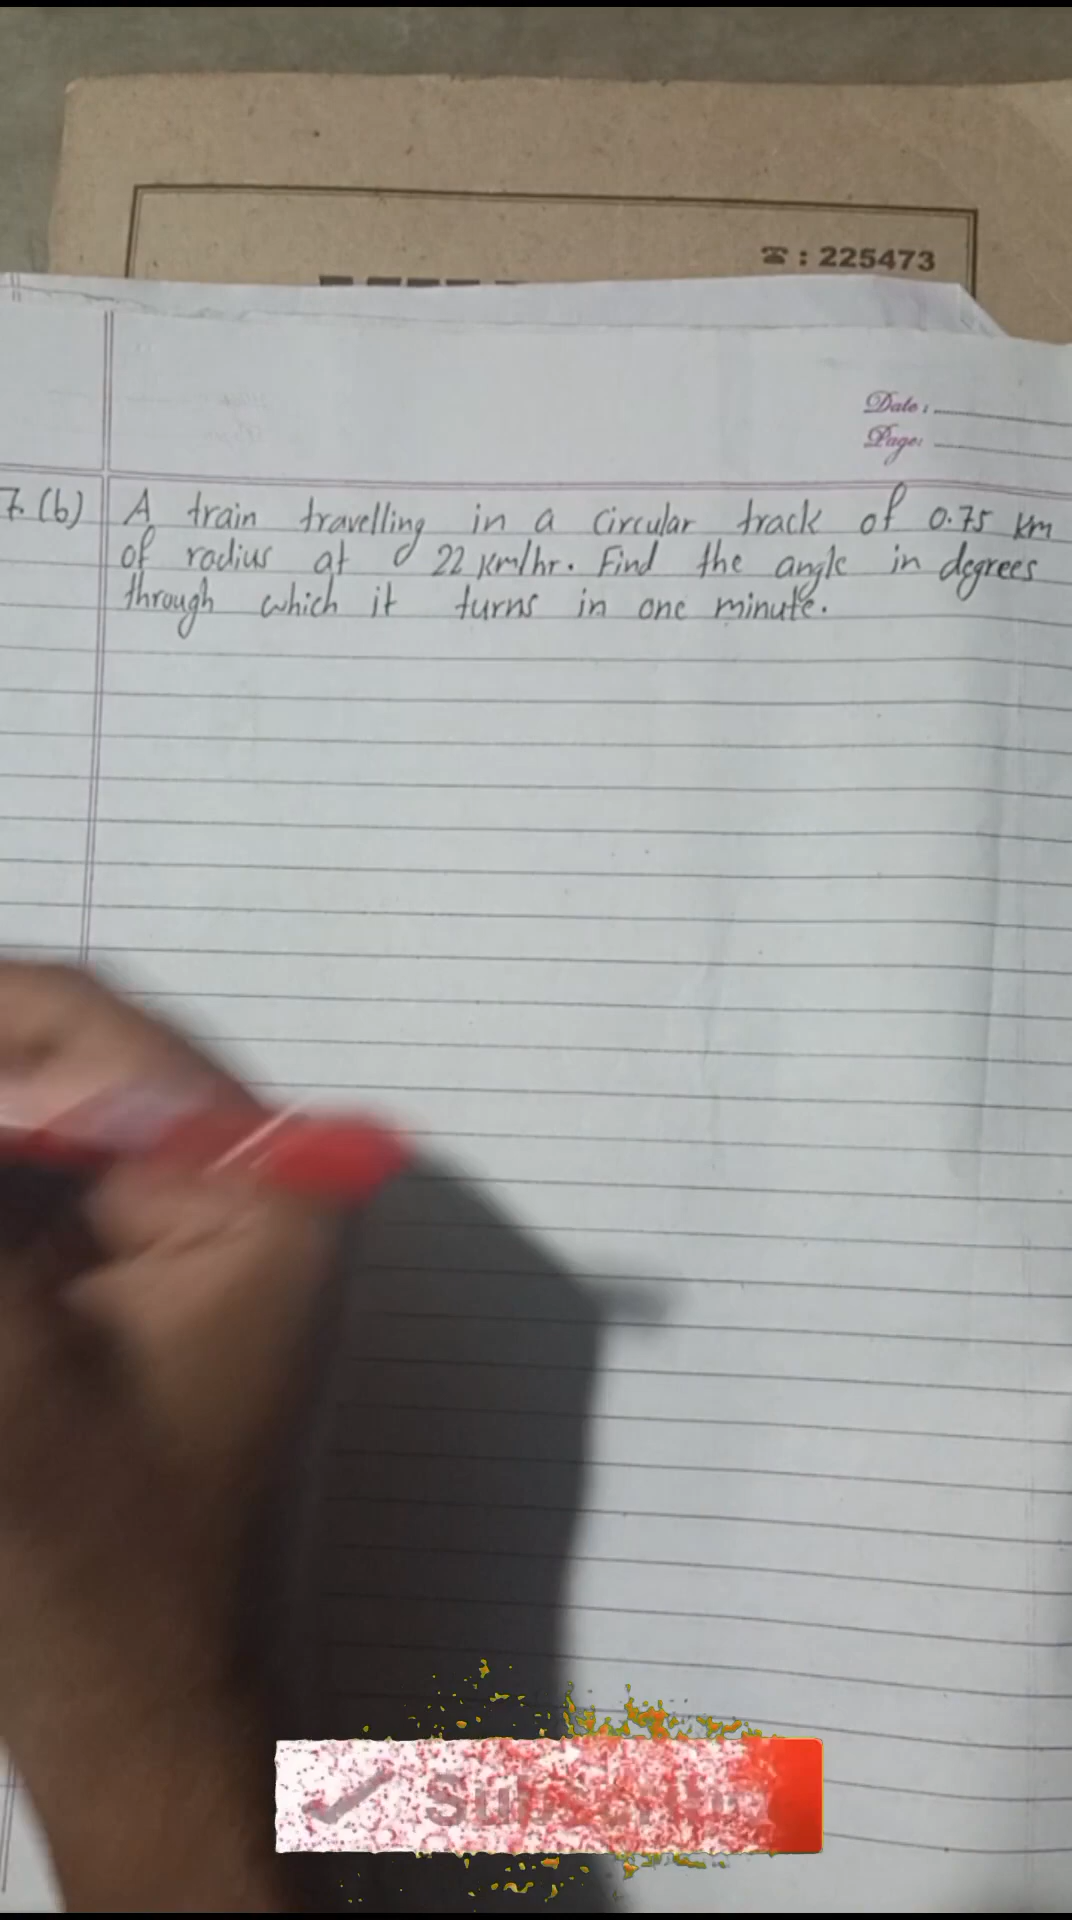 ☎ : 225473
Date:
Page:
7.(b) A train travelling in a circular track of 0.75 km
of radius at 22 km/hr. Find the angle in degrees
through which it turns in one minute.